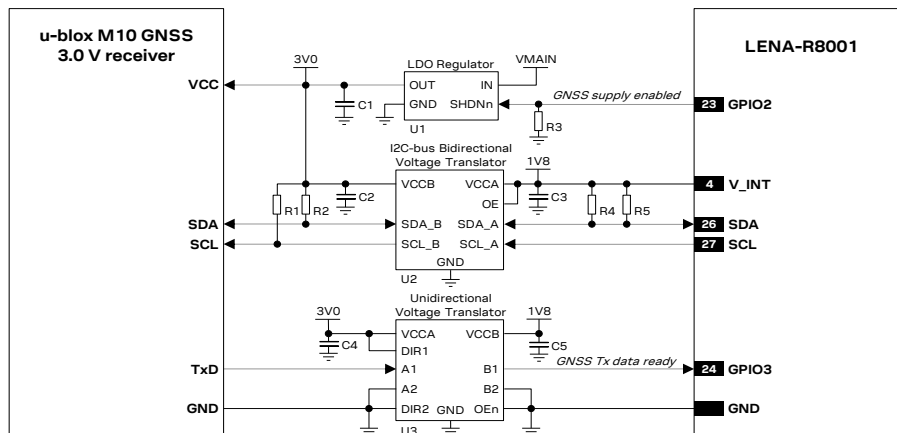 u-blox M10 GNSS
3.0 V receiver
LENA-R8001
3V0
LDO Regulator
VMAIN
VCC
OUT
IN
C1
GND
SHDNn
GNSS supply enabled
23
GPIO2
R3
U1
I2C-bus Bidirectional
Voltage Translator
1V8
VCCB
VCCA
4
V_INT
C2
OE
C3
R1
R2
R4
R5
SDA
SDA_B
SDA_A
26
SDA
SCL
SCL_B
SCL_A
27
SCL
GND
U2
Unidirectional
Voltage Translator
3V0
1V8
VCCA
VCCB
C4
DIR1
C5
GNSS Tx data ready
TxD
A1
B1
24
GPIO3
A2
B2
GND
DIR2
GND
OEn
GND
U3